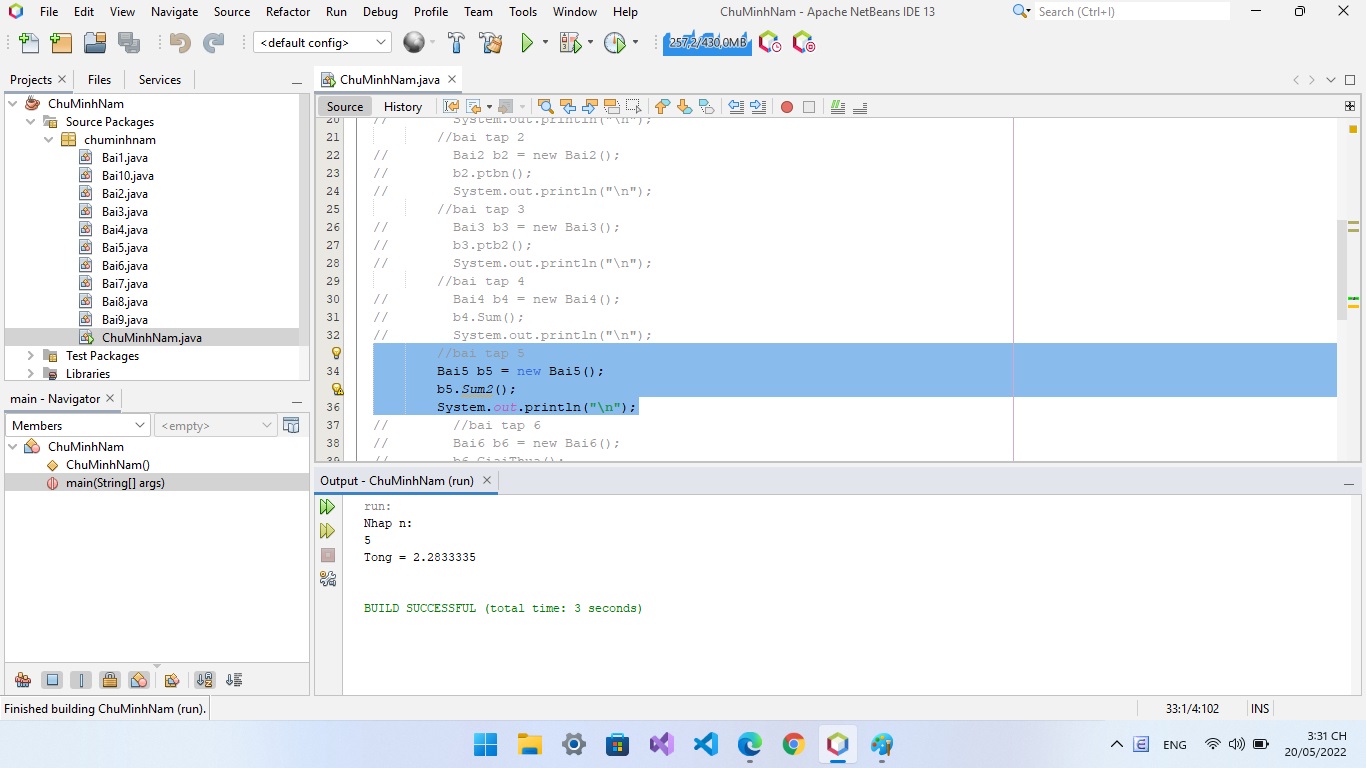 File Edit View Navigate Source Refactor Run Debug Profile Team Tools Window Help ChuMinhNam - Apache NetBeans IDE 13 Search (Ctrl+I)
<default config> 257,2/430,0MB
Projects Files Services ChuMinhNam.java
Source History
ChuMinhNam
Source Packages
chuminhnam
Bai1.java
Bai10.java
Bai2.java
Bai3.java
Bai4.java
Bai5.java
Bai6.java
Bai7.java
Bai8.java
Bai9.java
ChuMinhNam.java
Test Packages
Libraries
20 // System.out.println("\n");
21 //bai tap 2
22 // Bai2 b2 = new Bai2();
23 // b2.ptbn();
24 // System.out.println("\n");
25 //bai tap 3
26 // Bai3 b3 = new Bai3();
27 // b3.ptb2();
28 // System.out.println("\n");
29 //bai tap 4
30 // Bai4 b4 = new Bai4();
31 // b4.Sum();
32 // System.out.println("\n");
//bai tap 5
34 Bai5 b5 = new Bai5();
b5.Sum2();
36 System.out.println("\n");
37 // //bai tap 6
38 // Bai6 b6 = new Bai6();
39 // b6.GiaiThua();
main - Navigator
Members <empty>
ChuMinhNam
ChuMinhNam()
main(String[] args)
Output - ChuMinhNam (run)
run:
Nhap n:
5
Tong = 2.2833335
BUILD SUCCESSFUL (total time: 3 seconds)
Finished building ChuMinhNam (run). 33:1/4:102 INS
ENG 3:31 CH
20/05/2022